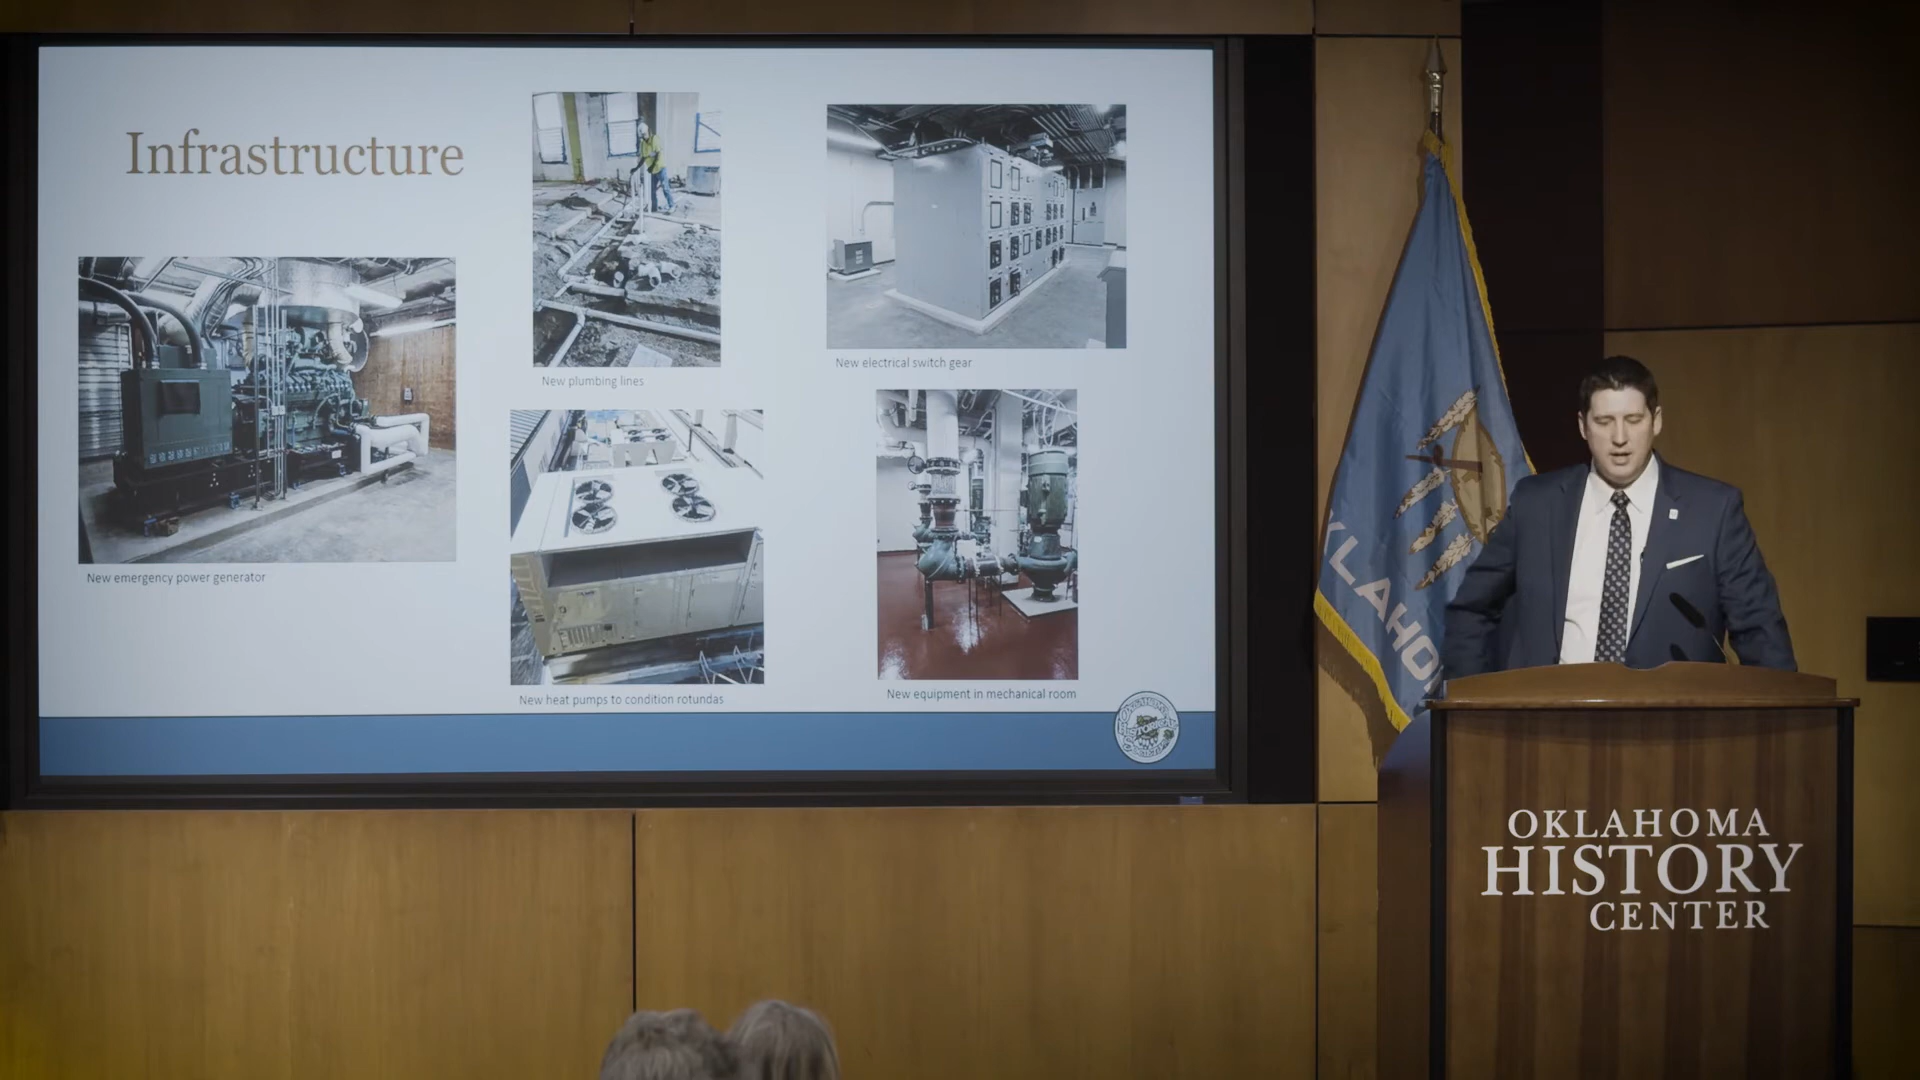 Infrastructure
New plumbing lines
New electrical switch gear
New emergency power generator
New heat pumps to condition rotundas
New equipment in mechanical room
OKLAHOMA
HISTORY
CENTER